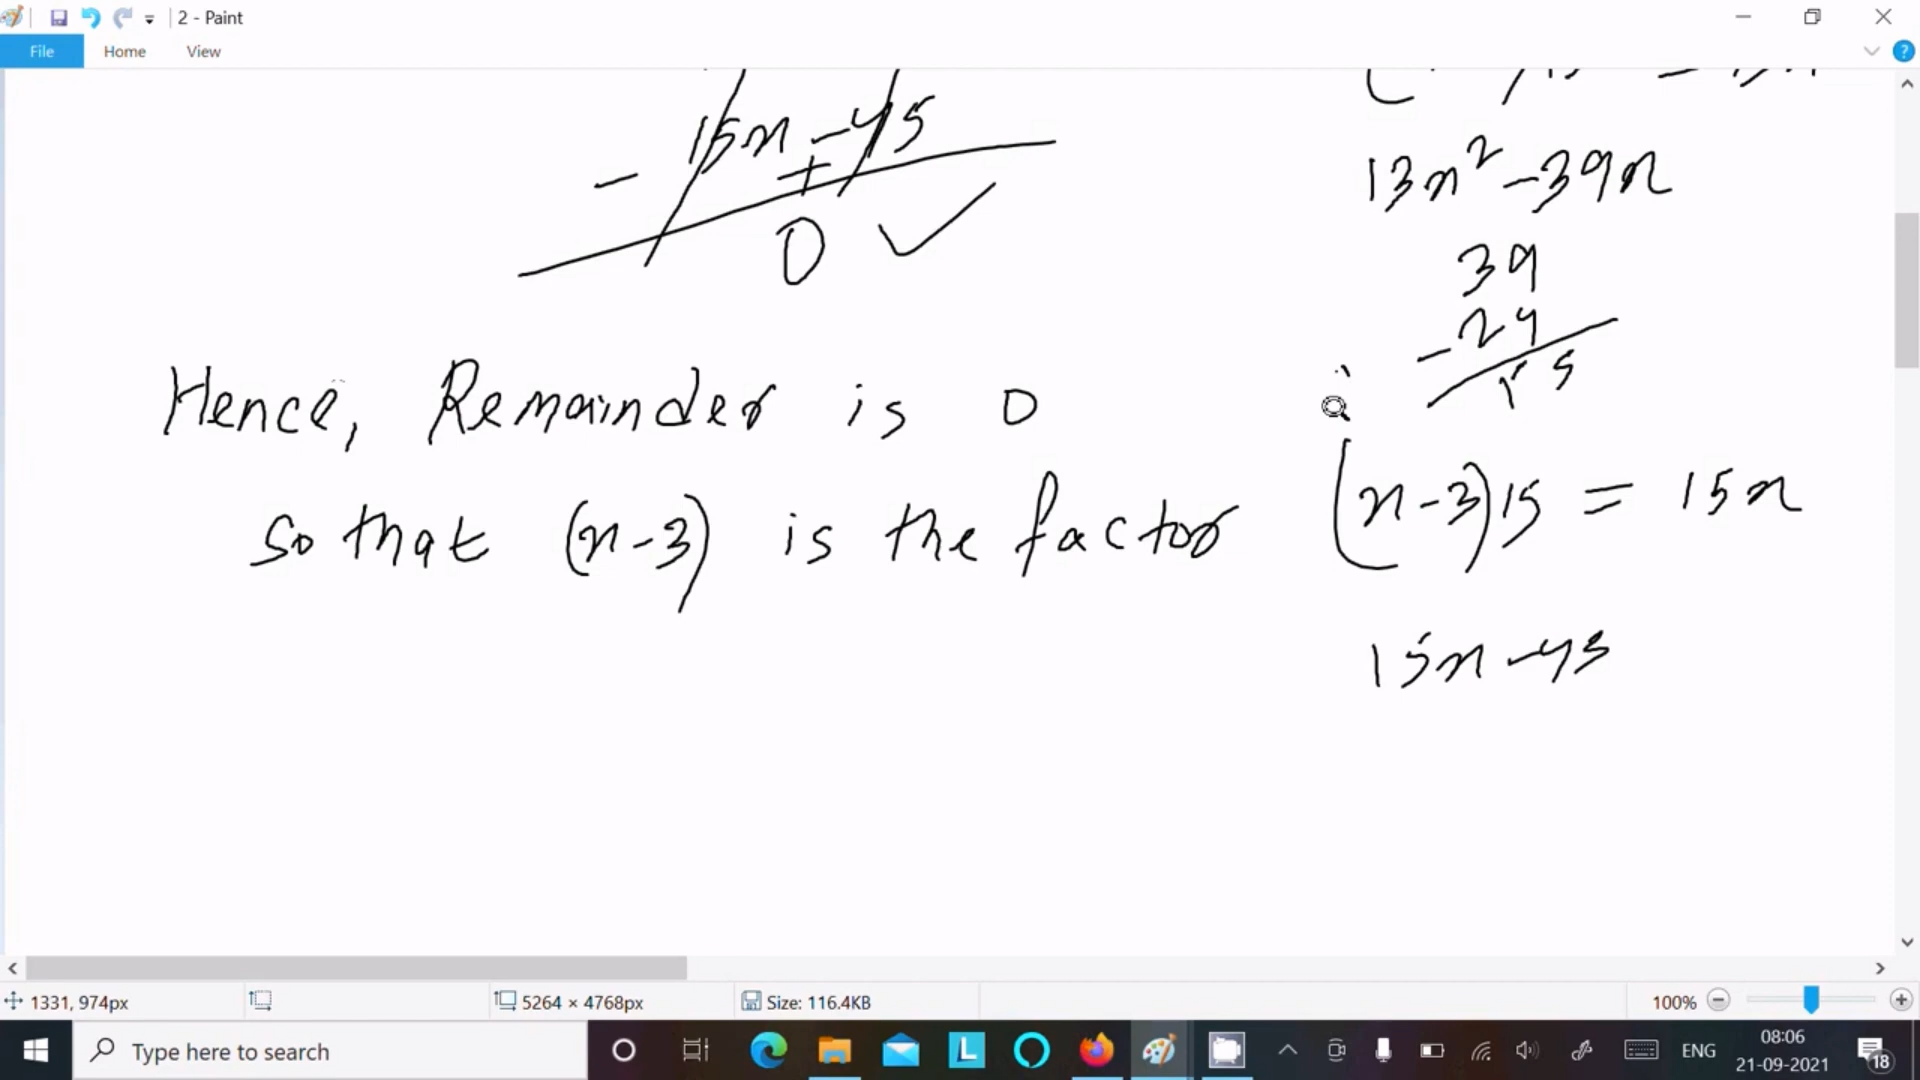 2 - Paint
File Home View
15x - 45
- +
0 ✓
13x² - 39x
39
- 24
15
Hence, Remainder is 0
so that (x-3) is the factor
(x-3)15 = 15x
15x - 45
1331, 974px
5264 × 4768px
Size: 116.4KB
100%
Type here to search
L
ENG
08:06
21-09-2021
18